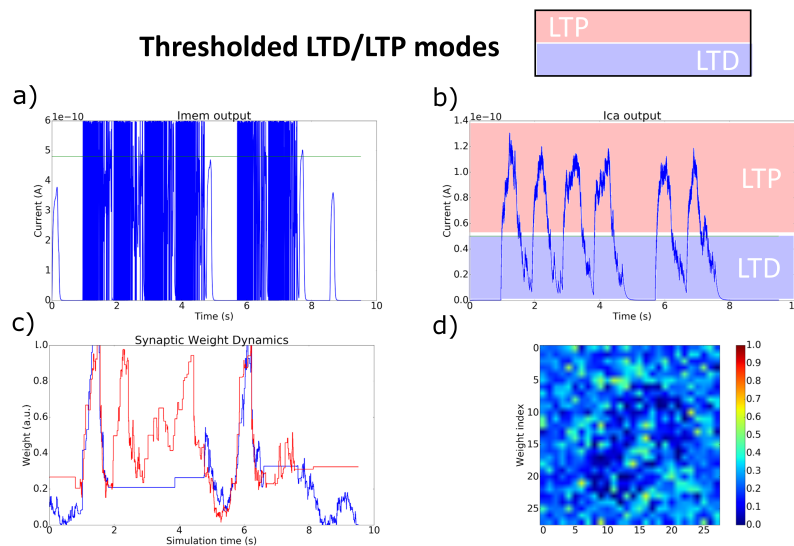 Thresholded LTD/LTP modes
LTP
LTD
a)
1e−10
Imem output
6
5
4
3
2
1
0
Current (A)
0 2 4 6 8 10
Time (s)
b)
1e−10
Ica output
1.4
1.2
1.0
0.8
0.6
0.4
0.2
0.0
Current (A)
LTP
LTD
0 2 4 6 8 10
Time (s)
c)
Synaptic Weight Dynamics
1.0
0.8
0.6
0.4
0.2
0.0
Weight (a.u.)
0 2 4 6 8 10
Simulation time (s)
d)
0
5
10
15
20
25
Weight index
0 5 10 15 20 25
1.0
0.9
0.8
0.7
0.6
0.5
0.4
0.3
0.2
0.1
0.0